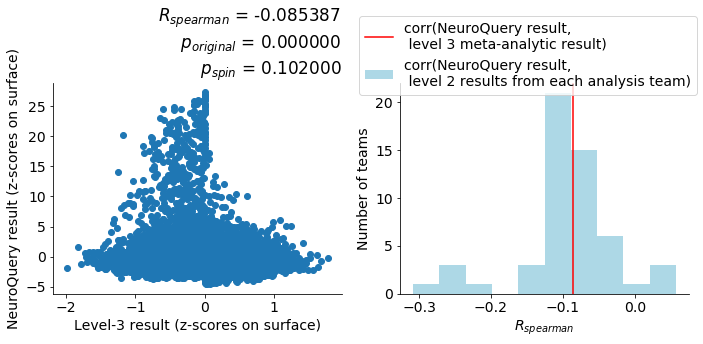 R_spearman = -0.085387
p_original = 0.000000
p_spin = 0.102000
NeuroQuery result (z-scores on surface)
25
20
15
10
5
0
−5
−2
−1
0
1
Level-3 result (z-scores on surface)
corr(NeuroQuery result,
level 3 meta-analytic result)
corr(NeuroQuery result,
level 2 results from each analysis team)
Number of teams
20
15
10
5
0
−0.3
−0.2
−0.1
0.0
R_spearman